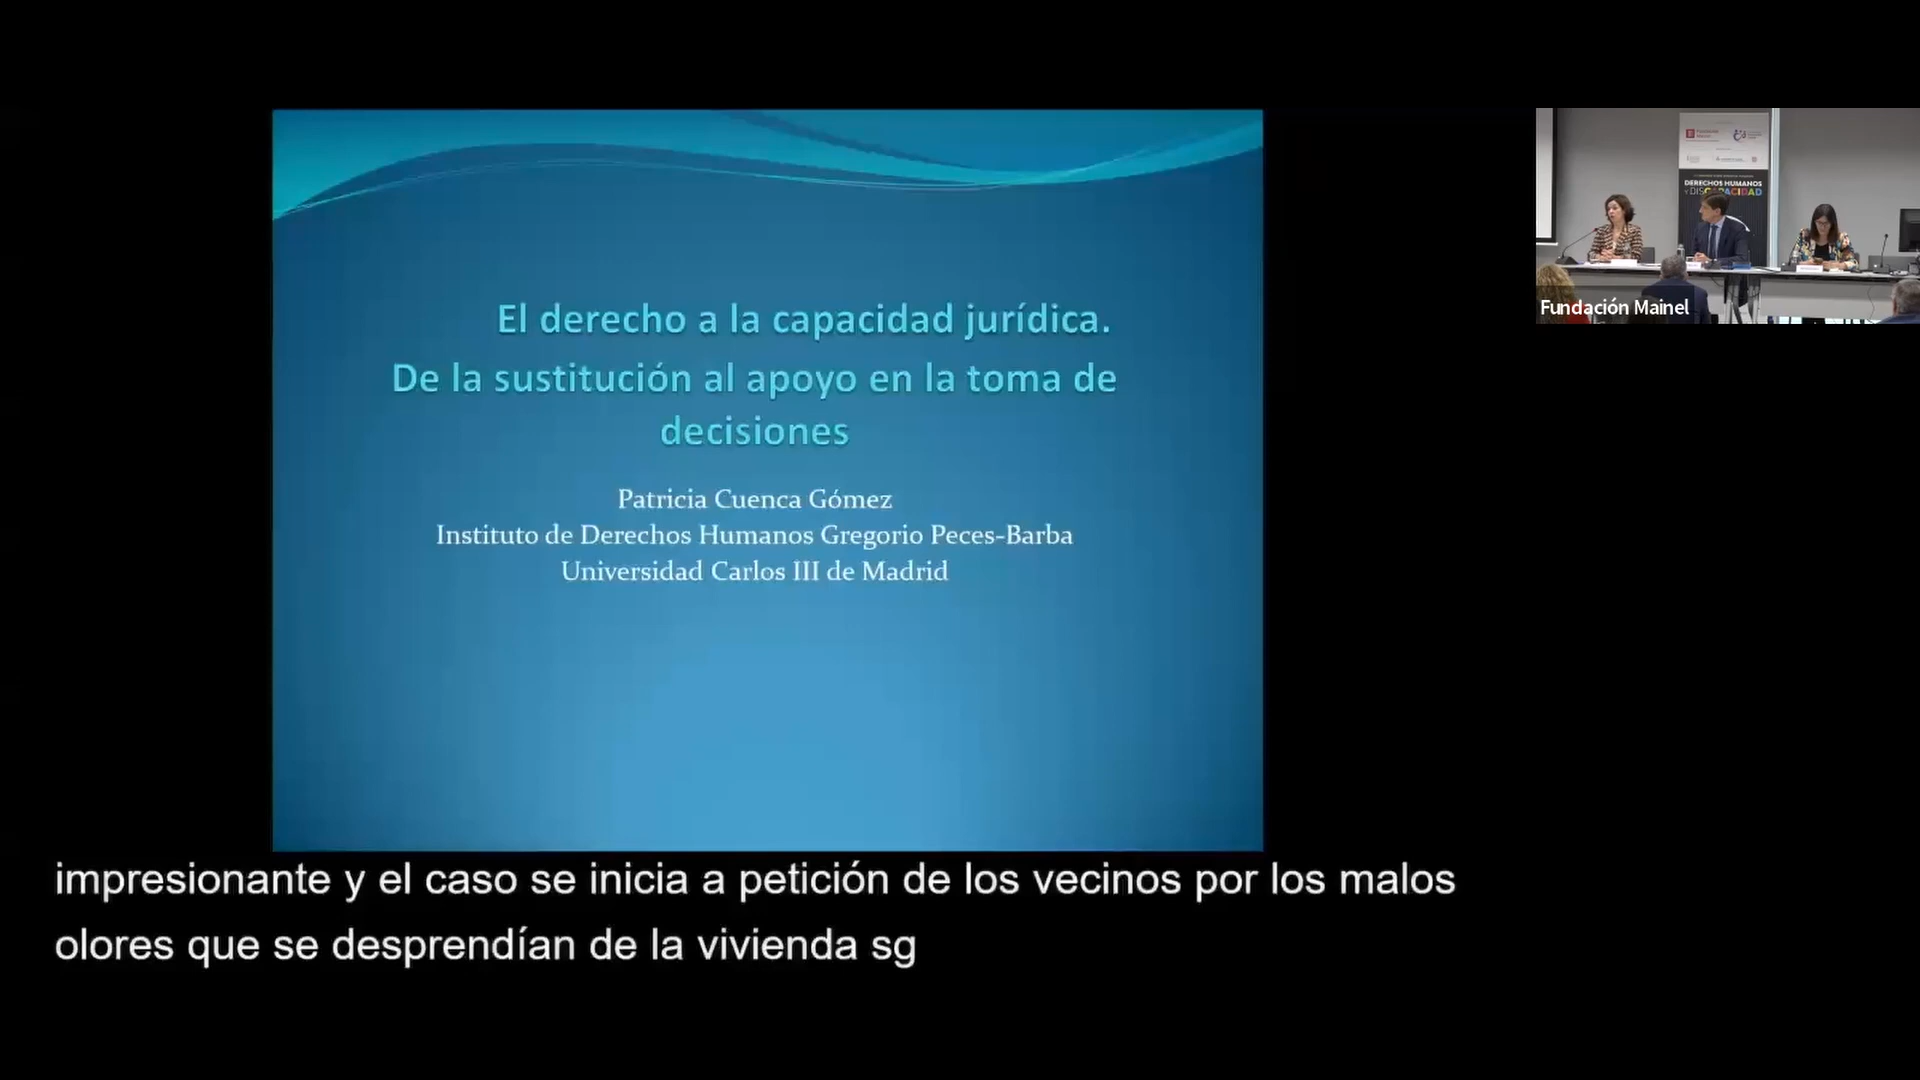 El derecho a la capacidad jurídica.
De la sustitución al apoyo en la toma de
decisiones
Patricia Cuenca Gómez
Instituto de Derechos Humanos Gregorio Peces-Barba
Universidad Carlos III de Madrid
DERECHOS HUMANOS
Y DISCAPACIDAD
Fundación Mainel
impresionante y el caso se inicia a petición de los vecinos por los malos
olores que se desprendían de la vivienda sg